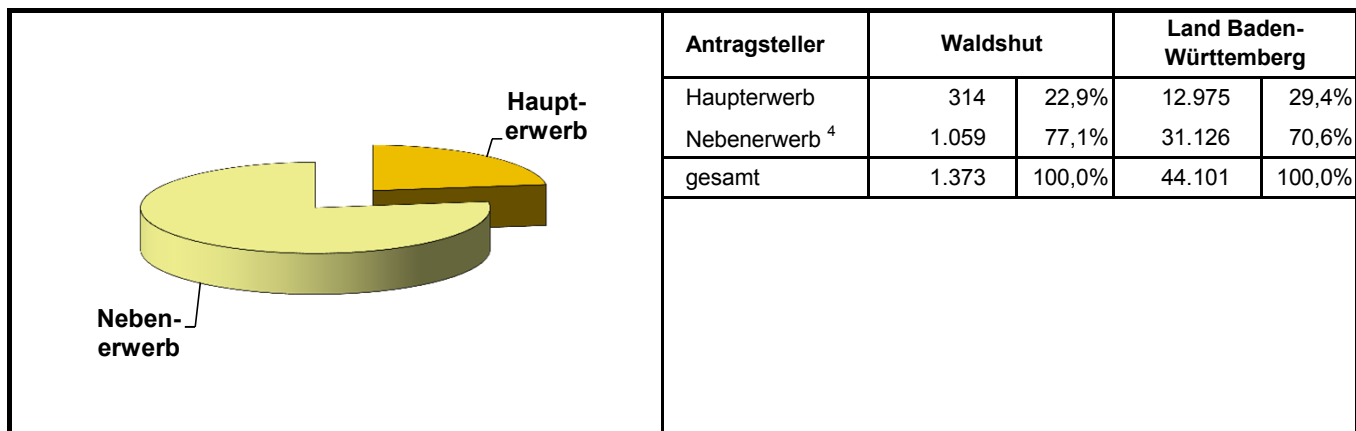 Haupt-
erwerb
Neben-
erwerb
Antragsteller Waldshut Land Baden-
Württemberg
Haupterwerb 314 22,9% 12.975 29,4%
Nebenerwerb 4 1.059 77,1% 31.126 70,6%
gesamt 1.373 100,0% 44.101 100,0%